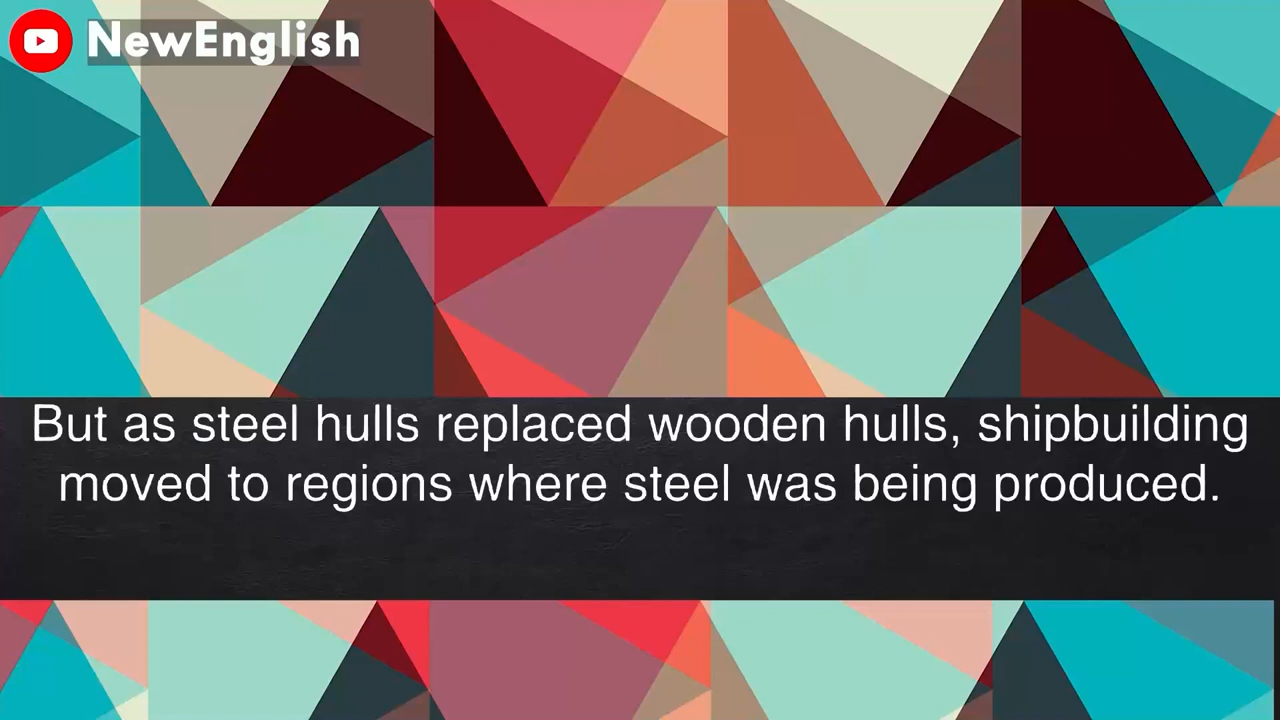 NewEnglish
But as steel hulls replaced wooden hulls, shipbuilding
moved to regions where steel was being produced.